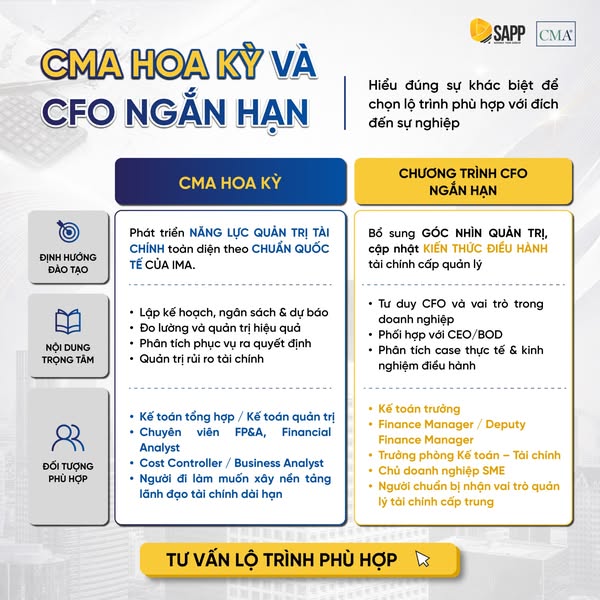 SAPP
CMA
CMA HOA KỲ VÀ
CFO NGẮN HẠN
Hiểu đúng sự khác biệt để
chọn lộ trình phù hợp với đích
đến sự nghiệp
CMA HOA KỲ
CHƯƠNG TRÌNH CFO
NGẮN HẠN
ĐỊNH HƯỚNG
ĐÀO TẠO
Phát triển NĂNG LỰC QUẢN TRỊ TÀI
CHÍNH toàn diện theo CHUẨN QUỐC
TẾ CỦA IMA.
Bổ sung GÓC NHÌN QUẢN TRỊ,
cập nhật KIẾN THỨC ĐIỀU HÀNH
tài chính cấp quản lý
NỘI DUNG
TRỌNG TÂM
• Lập kế hoạch, ngân sách & dự báo
• Đo lường và quản trị hiệu quả
• Phân tích phục vụ ra quyết định
• Quản trị rủi ro tài chính
• Tư duy CFO và vai trò trong
doanh nghiệp
• Phối hợp với CEO/BOD
• Phân tích case thực tế & kinh
nghiệm điều hành
ĐỐI TƯỢNG
PHÙ HỢP
• Kế toán tổng hợp / Kế toán quản trị
• Chuyên viên FP&A, Financial
Analyst
• Cost Controller / Business Analyst
• Người đi làm muốn xây nền tảng
lãnh đạo tài chính dài hạn
• Kế toán trưởng
• Finance Manager / Deputy
Finance Manager
• Trưởng phòng Kế toán – Tài chính
• Chủ doanh nghiệp SME
• Người chuẩn bị nhận vai trò quản
lý tài chính cấp trung
TƯ VẤN LỘ TRÌNH PHÙ HỢP